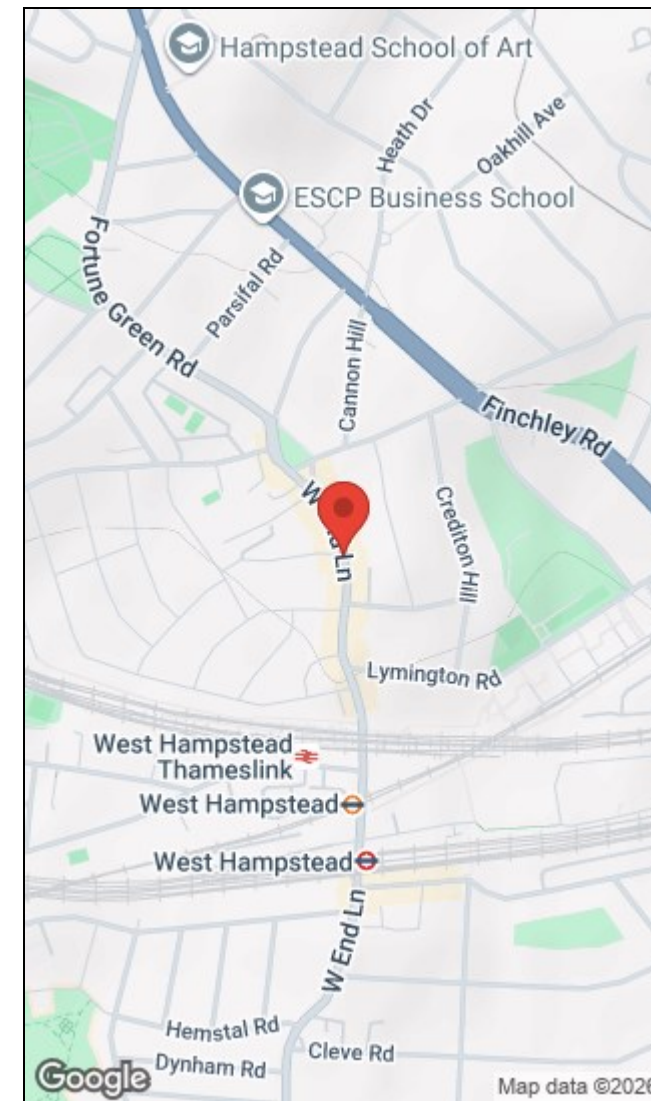 Hampstead School of Art
Heath Dr
Oakhill Ave
ESCP Business School
Fortune Green Rd
Parsifal Rd
Cannon Hill
Finchley Rd
Crediton Hill
Ln
Lymington Rd
West Hampstead
Thameslink
West Hampstead
West Hampstead
W End Ln
Hemstal Rd
Dynham Rd
Cleve Rd
Google
Map data ©2026